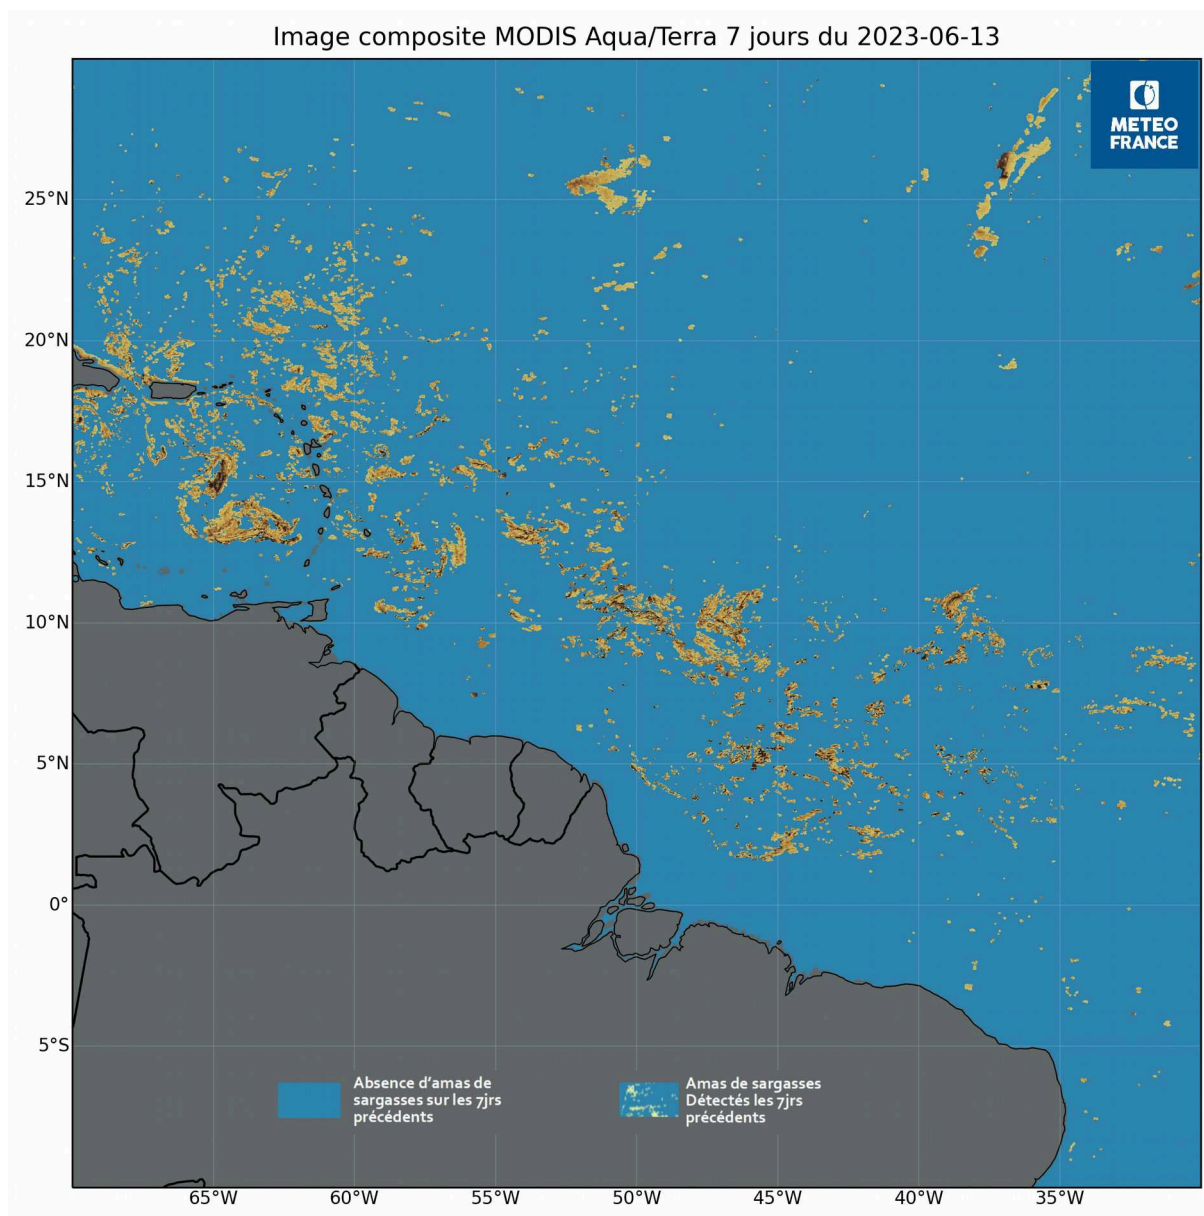 Image composite MODIS Aqua/Terra 7 jours du 2023-06-13
METEO
FRANCE
25°N
20°N
15°N
10°N
5°N
0°
5°S
Absence d'amas de
sargasses sur les 7jrs
précédents
Amas de sargasses
Détectés les 7jrs
précédents
65°W
60°W
55°W
50°W
45°W
40°W
35°W